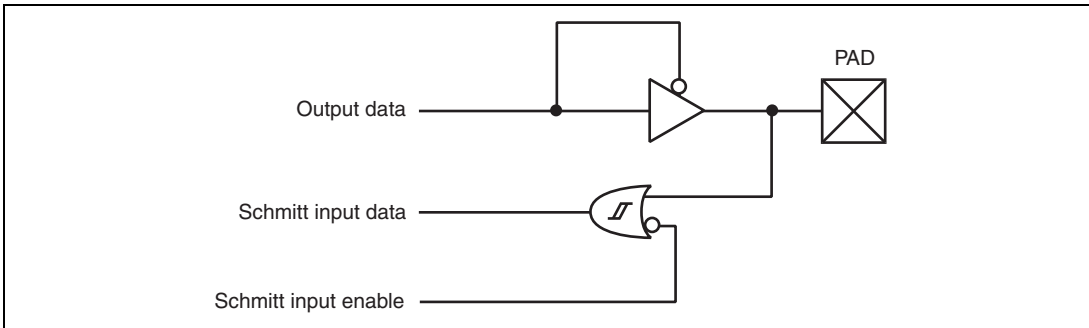 PAD
Output data
Schmitt input data
Schmitt input enable